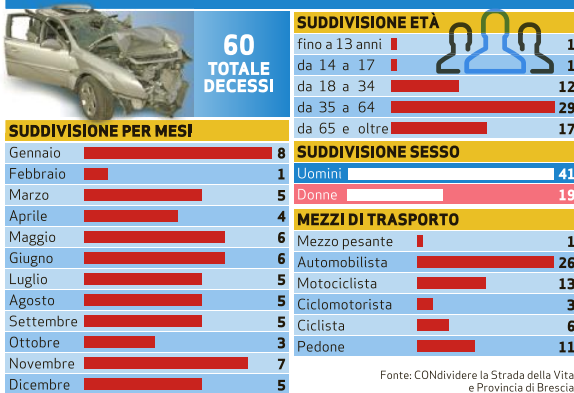 60
TOTALE
DECESSI
SUDDIVISIONE PER MESI
Gennaio 8
Febbraio 1
Marzo 5
Aprile 4
Maggio 6
Giugno 6
Luglio 5
Agosto 5
Settembre 5
Ottobre 3
Novembre 7
Dicembre 5
SUDDIVISIONE ETÀ
fino a 13 anni 1
da 14 a 17 1
da 18 a 34 12
da 35 a 64 29
da 65 e oltre 17
SUDDIVISIONE SESSO
Uomini 41
Donne 19
MEZZI DI TRASPORTO
Mezzo pesante 1
Automobilista 26
Motociclista 13
Ciclomotorista 3
Ciclista 6
Pedone 11
Fonte: CONdividere la Strada della Vita
e Provincia di Brescia